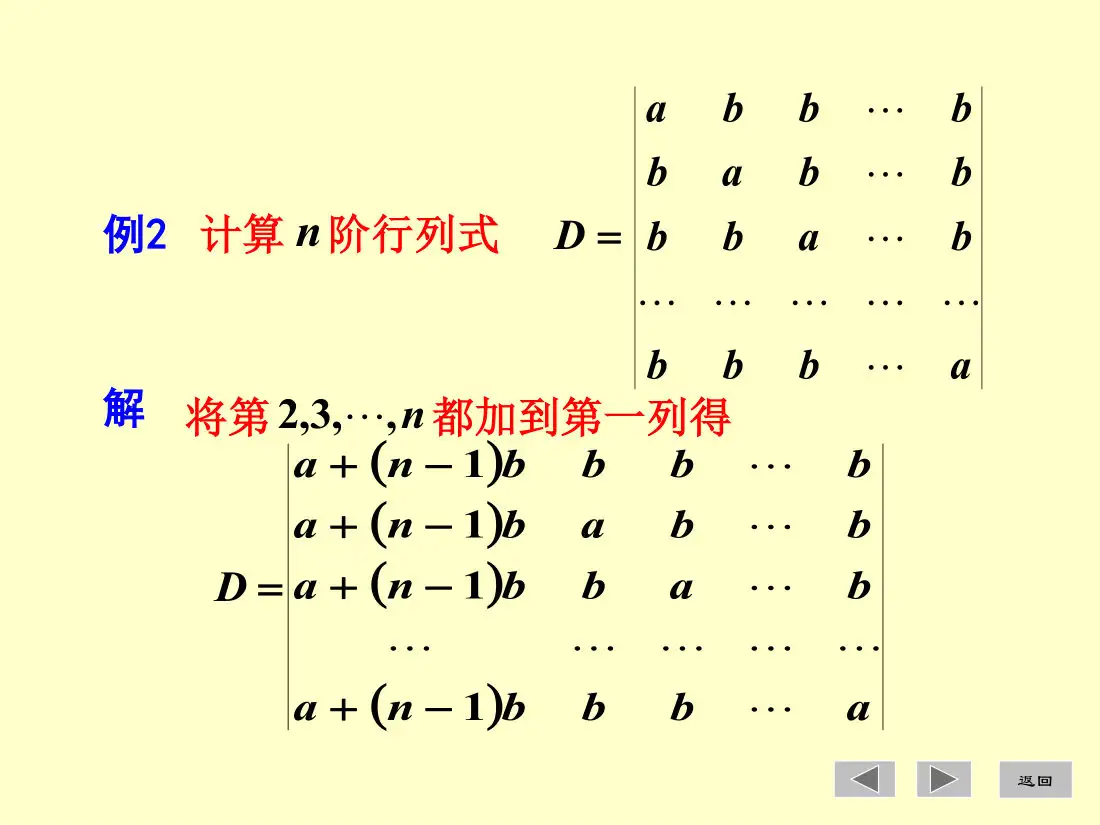 a b b ⋯ b
b a b ⋯ b
例2 计算 n 阶行列式 D = b b a ⋯ b
⋯ ⋯ ⋯ ⋯ ⋯
b b b ⋯ a
解 将第 2,3,⋯,n 都加到第一列得
a + (n − 1)b b b ⋯ b
a + (n − 1)b a b ⋯ b
D = a + (n − 1)b b a ⋯ b
⋯ ⋯ ⋯ ⋯ ⋯
a + (n − 1)b b b ⋯ a
返回